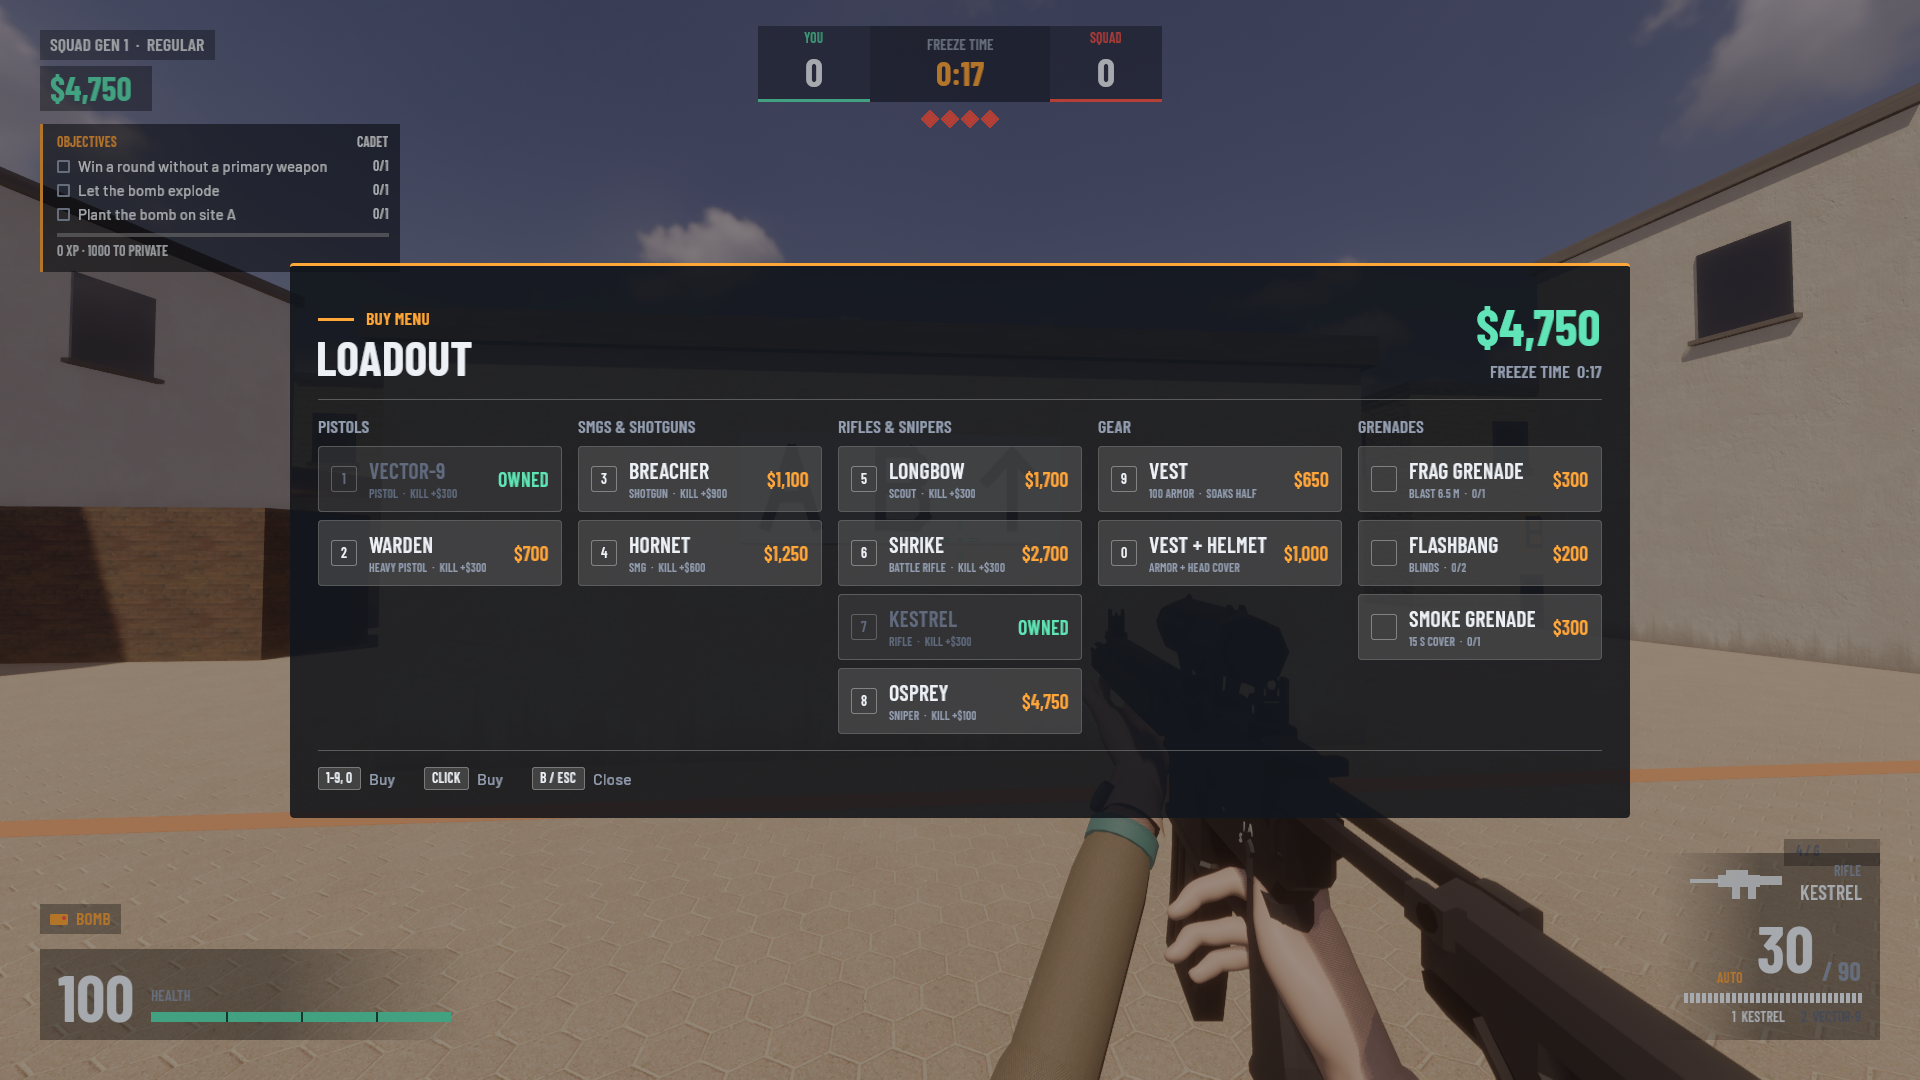 SQUAD GEN 1 · REGULAR
$4,750
OBJECTIVES CADET
Win a round without a primary weapon 0/1
Let the bomb explode 0/1
Plant the bomb on site A 0/1
0 XP · 1000 TO PRIVATE
YOU FREEZE TIME SQUAD
0 0:17 0
BUY MENU
LOADOUT
$4,750
FREEZE TIME 0:17
PISTOLS
1 VECTOR-9 OWNED
PISTOL · KILL +$300
2 WARDEN $700
HEAVY PISTOL · KILL +$300
SMGS & SHOTGUNS
3 BREACHER $1,100
SHOTGUN · KILL +$900
4 HORNET $1,250
SMG · KILL +$600
RIFLES & SNIPERS
5 LONGBOW $1,700
SCOUT · KILL +$300
6 SHRIKE $2,700
BATTLE RIFLE · KILL +$300
7 KESTREL OWNED
RIFLE · KILL +$300
8 OSPREY $4,750
SNIPER · KILL +$100
GEAR
9 VEST $650
100 ARMOR · SOAKS HALF
0 VEST + HELMET $1,000
ARMOR + HEAD COVER
GRENADES
FRAG GRENADE $300
BLAST 6.5 M · 0/1
FLASHBANG $200
BLINDS · 0/2
SMOKE GRENADE $300
15 S COVER · 0/1
A B ↑
1-9, 0 Buy CLICK Buy B / ESC Close
BOMB
100 HEALTH
4 / 6
RIFLE
KESTREL
AUTO 30 / 90
1 KESTREL 2 VECTOR-9